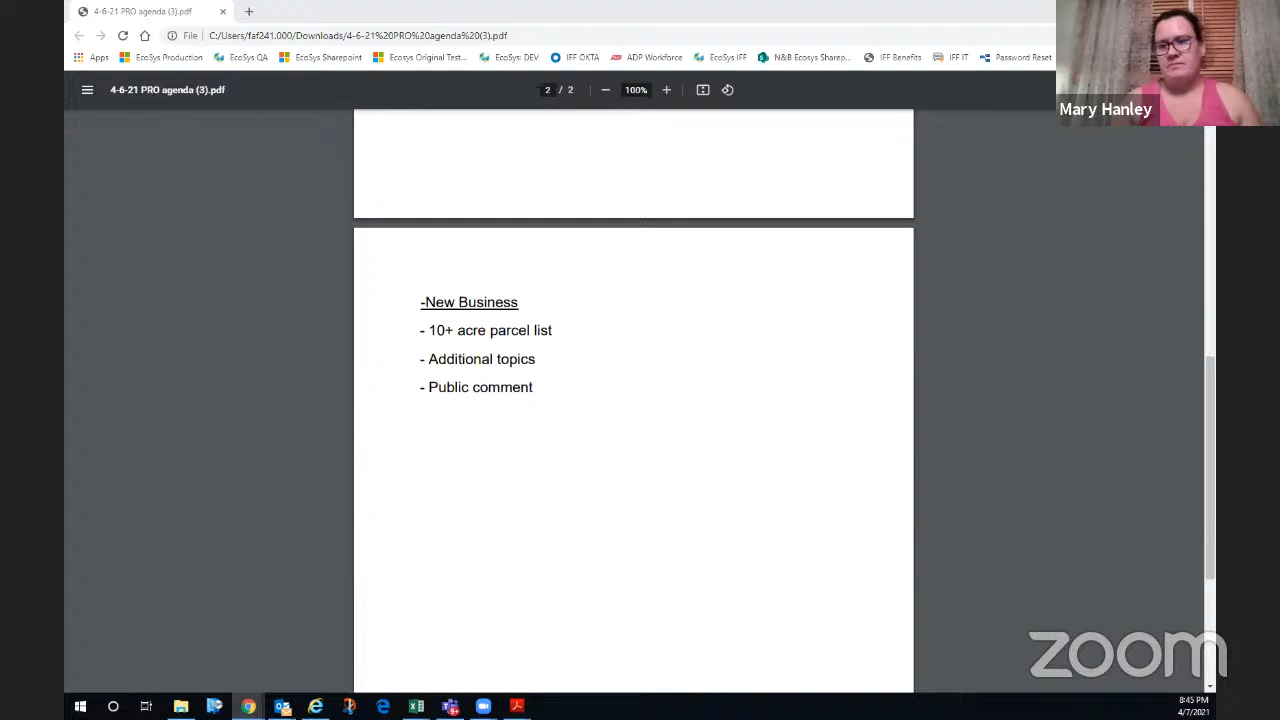 4-6-21 PRO agenda (3).pdf
File
C:/Users/faf241.000/Downloads/4-6-21%20PRO%20agenda%20(3).pdf
Apps
EcoSys Production
EcoSys QA
EcoSys Sharepoint
Ecosys Original Test...
EcoSys DEV
IFF OKTA
ADP Workforce
EcoSys IFF
N&B Ecosys Sharep...
IFF Benefits
IFF IT
Password Reset
4-6-21 PRO agenda (3).pdf
2 / 2
100%
Mary Hanley
-New Business
- 10+ acre parcel list
- Additional topics
- Public comment
zoom
8:45 PM
4/7/2021